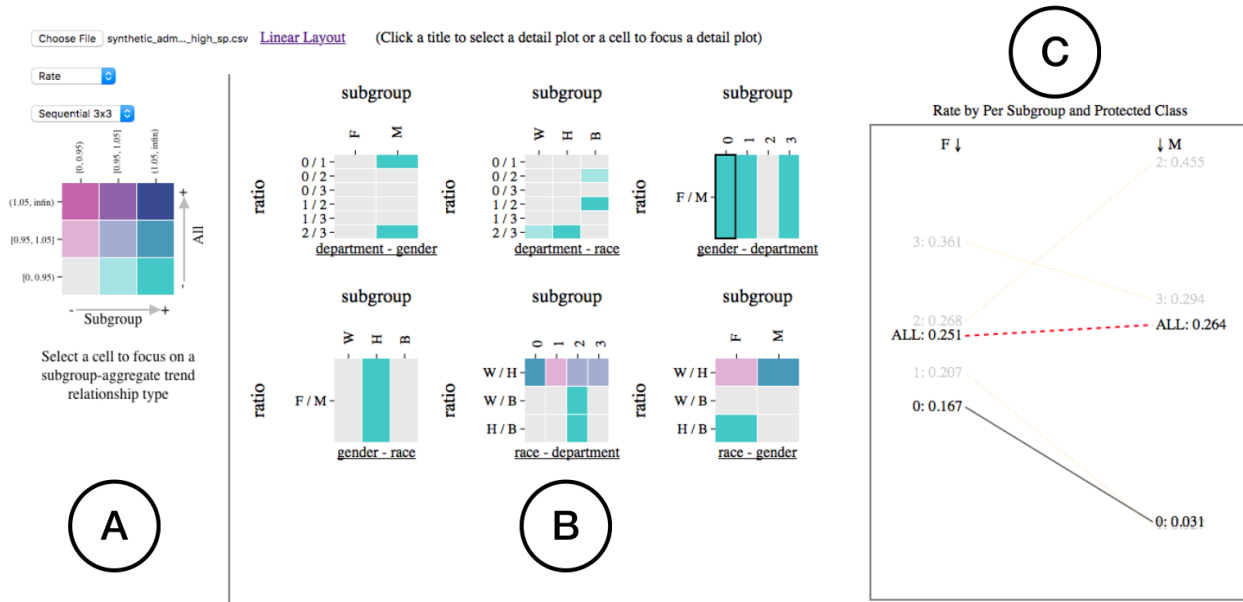 Choose File synthetic_adm..._high_sp.csv Linear Layout (Click a title to select a detail plot or a cell to focus a detail plot)
Rate
Sequential 3x3
[0, 0.95)
[0.95, 1.05]
(1.05, infin)
(1.05, infin)
[0.95, 1.05]
[0, 0.95)
+
All
-
- +
Subgroup
Select a cell to focus on a
subgroup-aggregate trend
relationship type
A
subgroup
F M
ratio
0 / 1
0 / 2
0 / 3
1 / 2
1 / 3
2 / 3
department - gender
subgroup
W H B
ratio
0 / 1
0 / 2
0 / 3
1 / 2
1 / 3
2 / 3
department - race
subgroup
0 1 2 3
ratio
F / M
gender - department
subgroup
W H B
ratio
F / M
gender - race
subgroup
0 1 2 3
ratio
W / H
W / B
H / B
race - department
subgroup
F M
ratio
W / H
W / B
H / B
race - gender
B
C
Rate by Per Subgroup and Protected Class
F ↓ ↓ M
2: 0.455
3: 0.361
3: 0.294
2: 0.268
ALL: 0.264
ALL: 0.251
1: 0.207
0: 0.167
0: 0.031